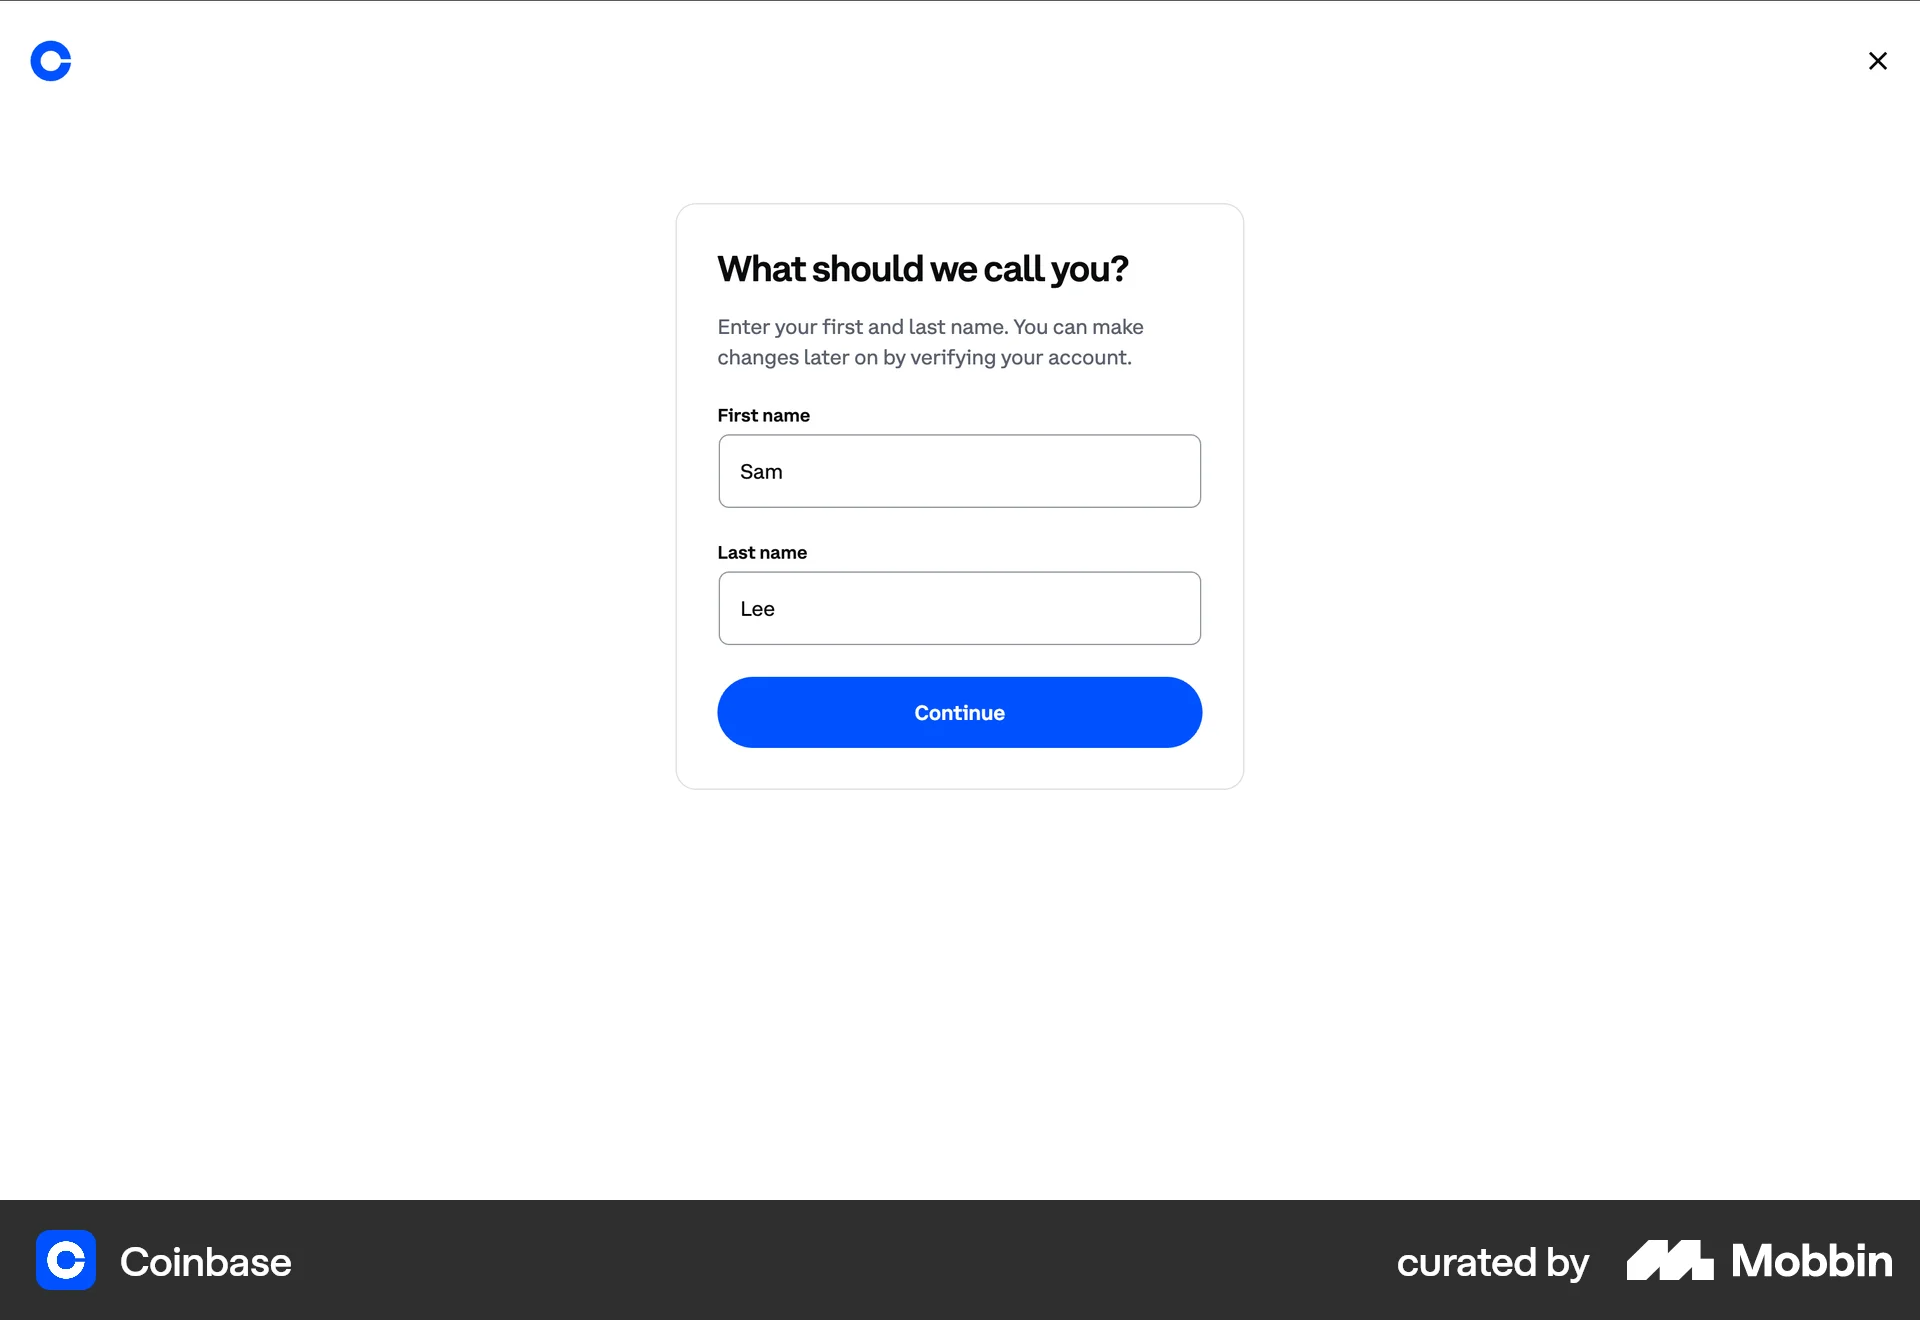 What should we call you?
Enter your first and last name. You can make
changes later on by verifying your account.
First name
Sam
Last name
Lee
Continue
Coinbase
curated by Mobbin